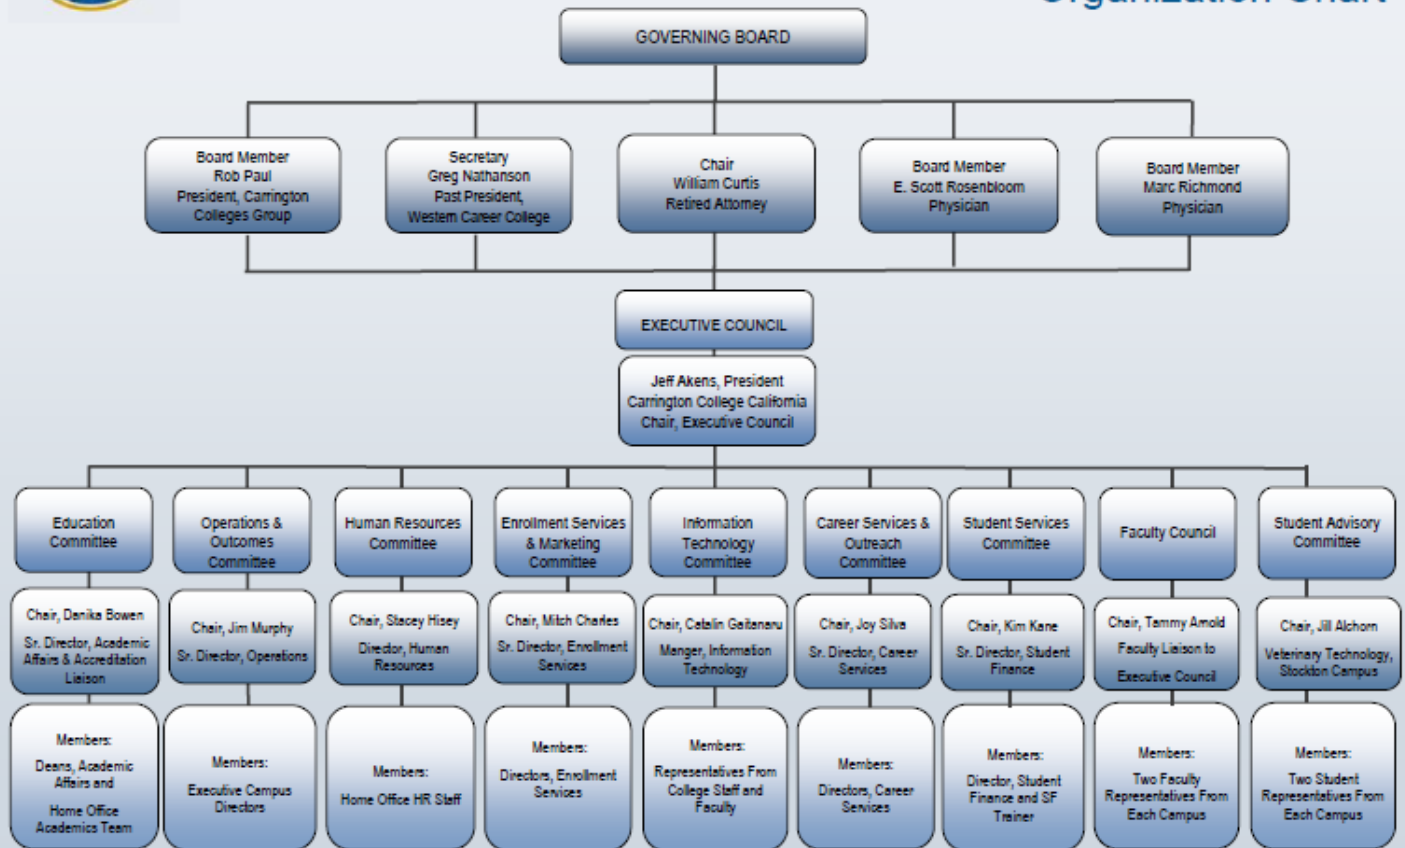 Organization Chart
GOVERNING BOARD
Board Member
Rob Paul
President, Carrington
Colleges Group
Secretary
Greg Nathanson
Past President,
Western Career College
Chair
William Curtis
Retired Attorney
Board Member
E. Scott Rosenbloom
Physician
Board Member
Marc Richmond
Physician
EXECUTIVE COUNCIL
Jeff Akens, President
Carrington College California
Chair, Executive Council
Education
Committee
Operations &
Outcomes
Committee
Human Resources
Committee
Enrollment Services
& Marketing
Committee
Information
Technology
Committee
Career Services &
Outreach
Committee
Student Services
Committee
Faculty Council
Student Advisory
Committee
Chair, Danika Bowen
Sr. Director, Academic
Affairs & Accreditation
Liaison
Chair, Jim Murphy
Sr. Director, Operations
Chair, Stacey Hisey
Director, Human
Resources
Chair, Mitch Charles
Sr. Director, Enrollment
Services
Chair, Catalin Gaitanaru
Manger, Information
Technology
Chair, Joy Silva
Sr. Director, Career
Services
Chair, Kim Kane
Sr. Director, Student
Finance
Chair, Tammy Arnold
Faculty Liaison to
Executive Council
Chair, Jill Alchorn
Veterinary Technology,
Stockton Campus
Members:
Deans, Academic
Affairs and
Home Office
Academics Team
Members:
Executive Campus
Directors
Members:
Home Office HR Staff
Members:
Directors, Enrollment
Services
Members:
Representatives From
College Staff and
Faculty
Members:
Directors, Career
Services
Members:
Director, Student
Finance and SF
Trainer
Members:
Two Faculty
Representatives From
Each Campus
Members:
Two Student
Representatives From
Each Campus